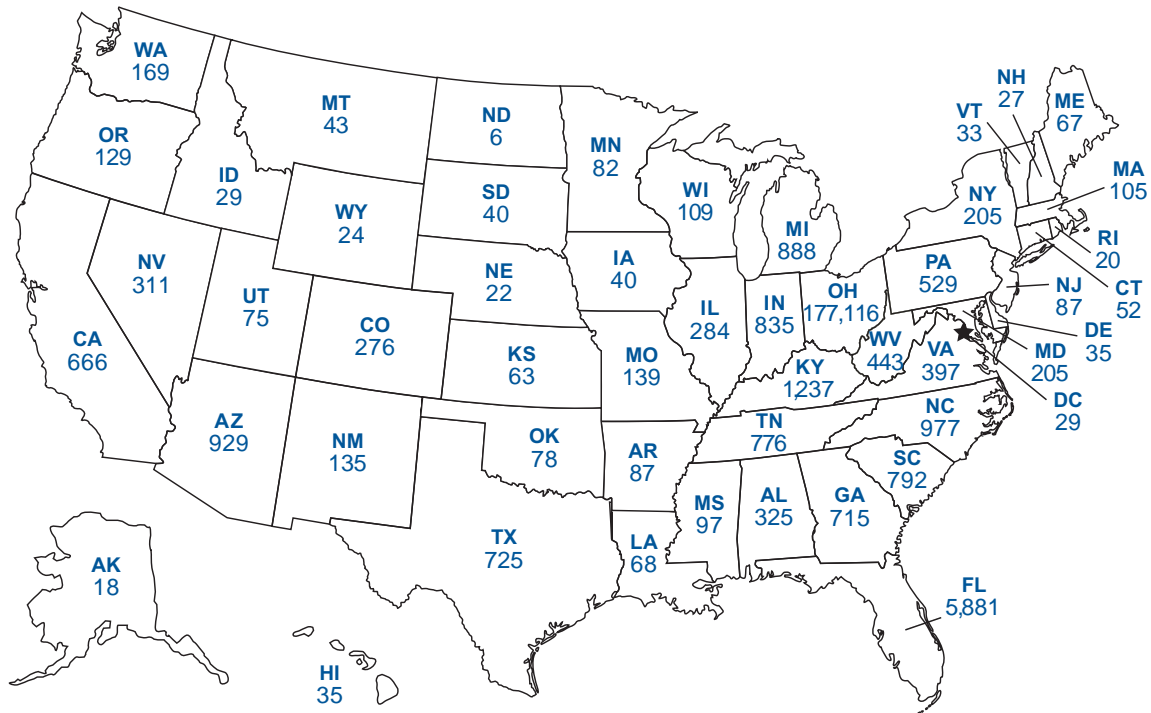 WA
169
MT
43
ND
6
MN
82
NH
27
VT
33
ME
67
OR
129
ID
29
SD
40
WI
109
MI
888
NY
205
MA
105
WY
24
RI
20
NV
311
UT
75
NE
22
IA
40
PA
529
CT
52
NJ
87
CA
666
CO
276
KS
63
MO
139
IL
284
IN
835
OH
177,116
WV
443
VA
397
DE
35
MD
205
DC
29
KY
1,237
AZ
929
NM
135
OK
78
AR
87
TN
776
NC
977
SC
792
MS
97
AL
325
GA
715
TX
725
LA
68
AK
18
FL
5,881
HI
35